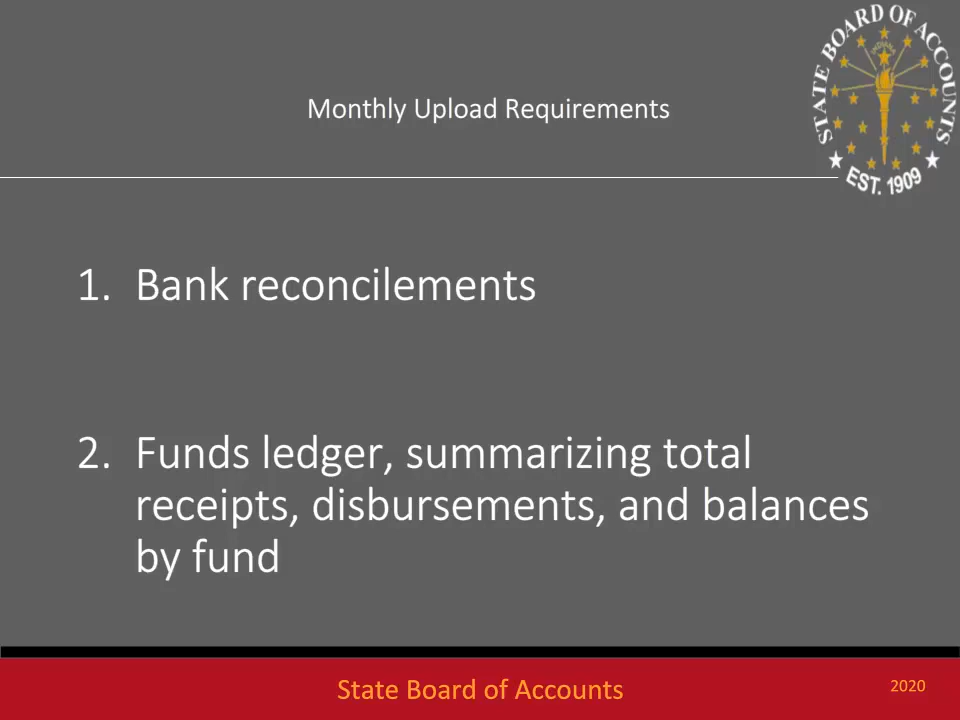 Monthly Upload Requirements
STATE BOARD OF ACCOUNTS
INDIANA
EST. 1909
1. Bank reconcilements
2. Funds ledger, summarizing total
receipts, disbursements, and balances
by fund
State Board of Accounts
2020